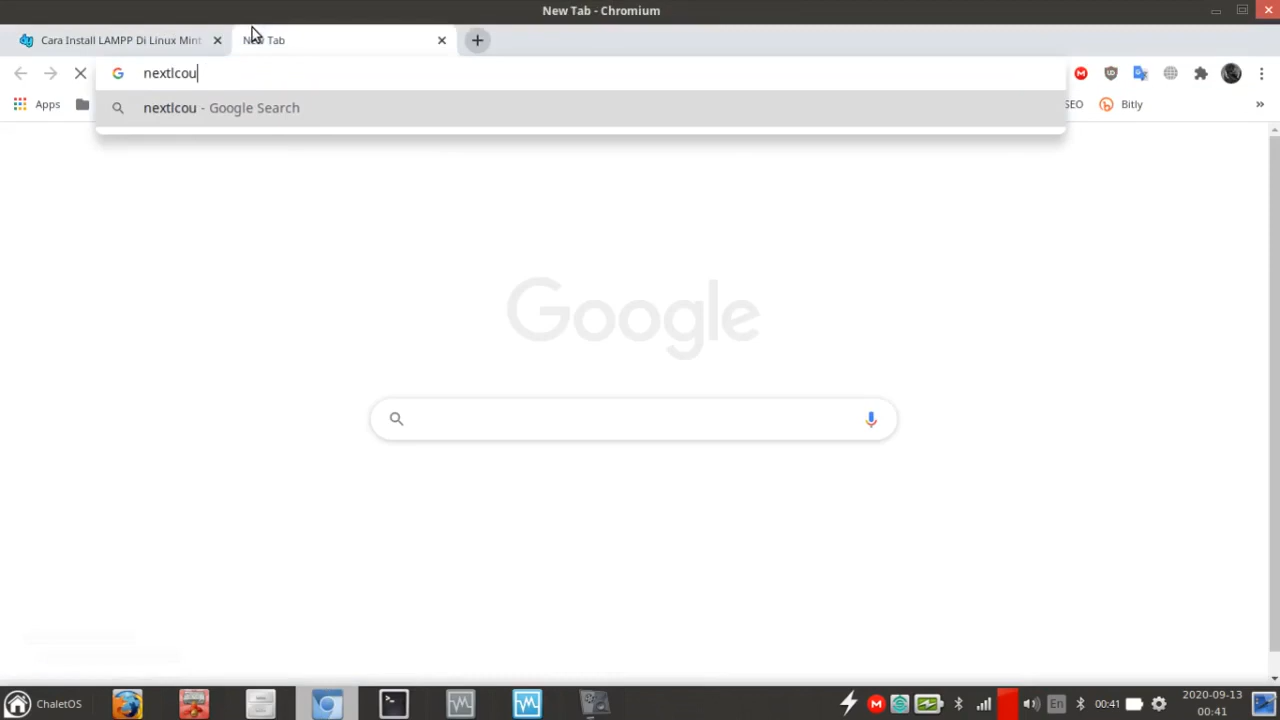 New Tab - Chromium
Cara Install LAMPP Di Linux Mint
New Tab
nextlcou
nextlcou - Google Search
Apps
SEO
Bitly
Google
ChaletOS
En
00:41
2020-09-13
00:41